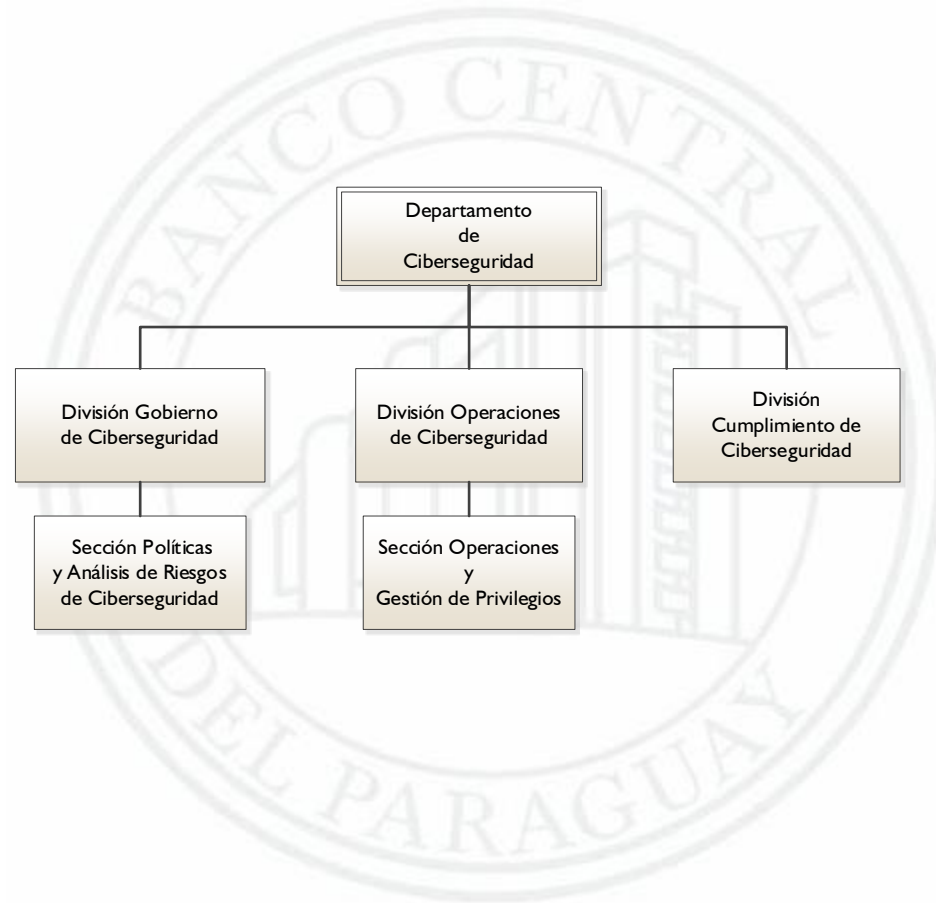 BANCO CENTRAL
DEL PARAGUAY
Departamento
de
Ciberseguridad
División Gobierno
de Ciberseguridad
División Operaciones
de Ciberseguridad
División
Cumplimiento de
Ciberseguridad
Sección Políticas
y Análisis de Riesgos
de Ciberseguridad
Sección Operaciones
y
Gestión de Privilegios